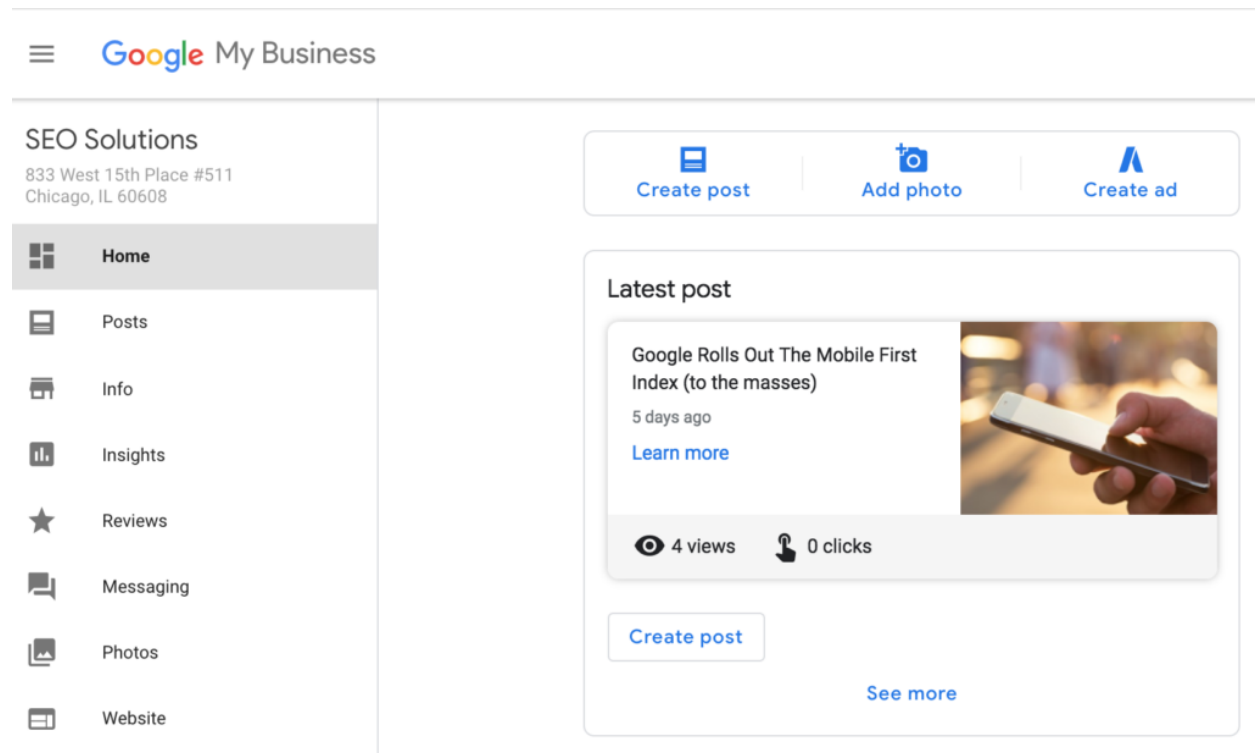 Google My Business
SEO Solutions
833 West 15th Place #511
Chicago, IL 60608
Home
Posts
Info
Insights
Reviews
Messaging
Photos
Website
Create post
Add photo
Create ad
Latest post
Google Rolls Out The Mobile First
Index (to the masses)
5 days ago
Learn more
4 views
0 clicks
Create post
See more